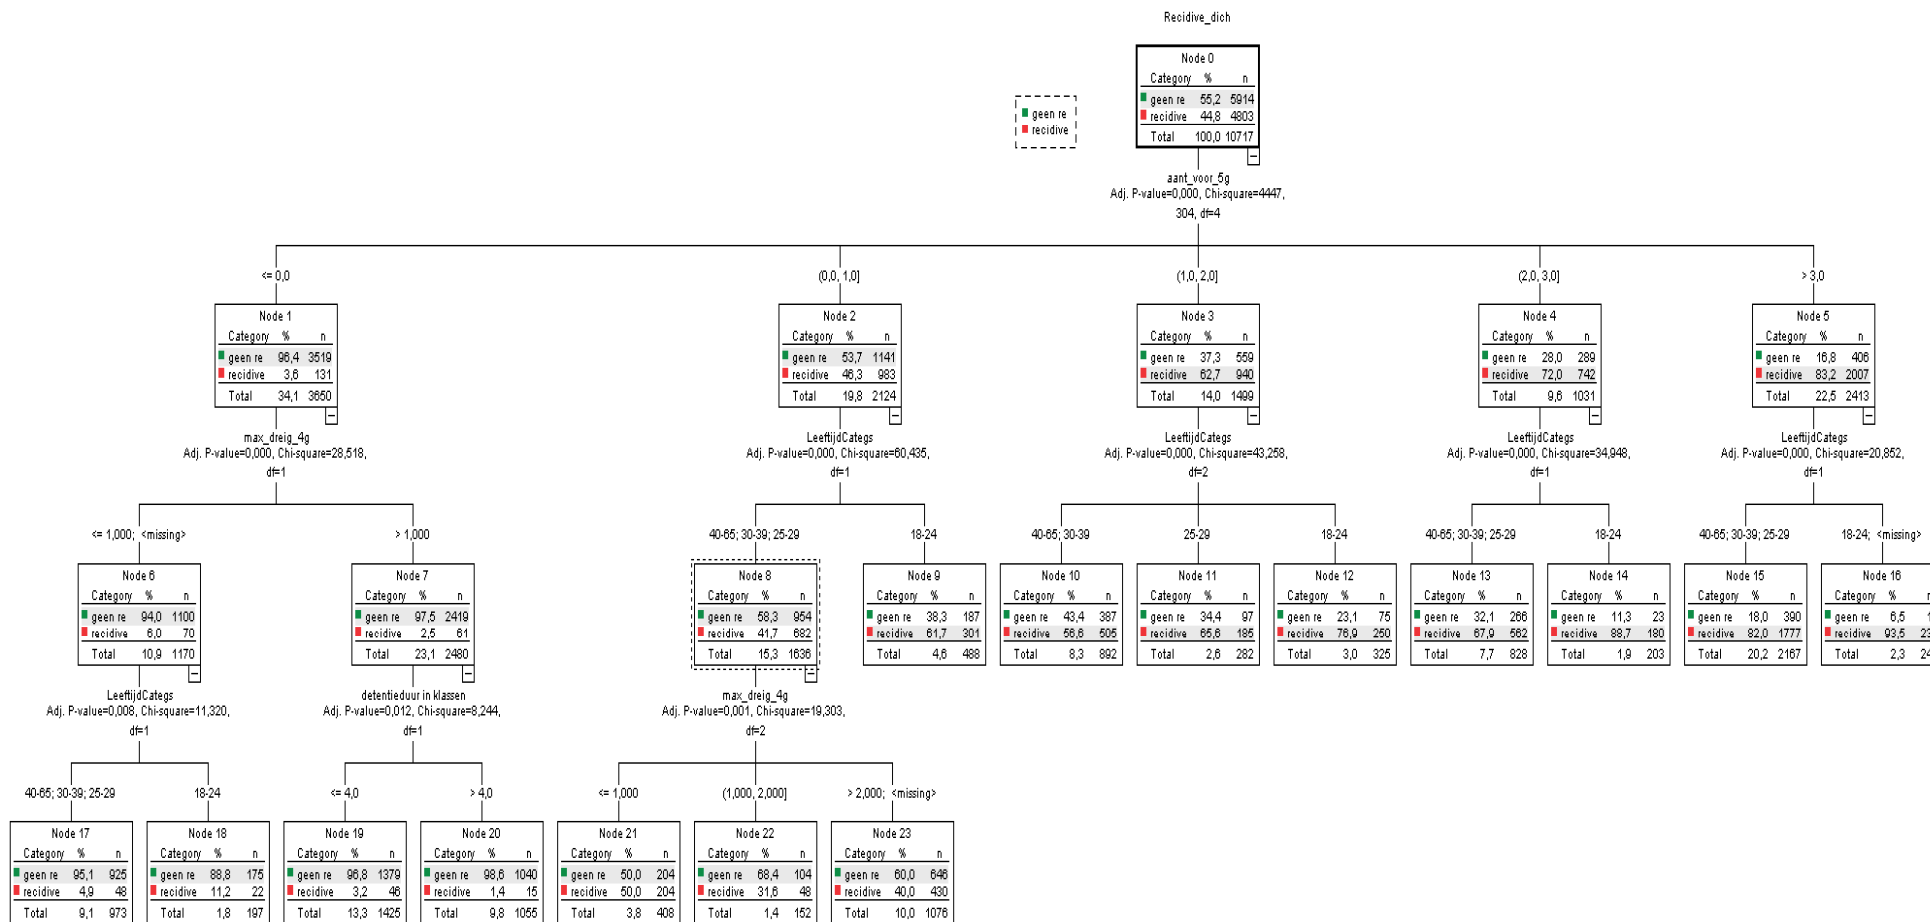 Recidive_dich
geen re
recidive
Node 0
Category % n
geen re 55,2 5914
recidive 44,8 4803
Total 100,0 10717
aant_voor_5g
Adj. P-value=0,000, Chi-square=4447,
304, df=4
<= 0,0
(0,0, 1,0]
(1,0, 2,0]
(2,0, 3,0]
> 3,0
Node 1
Category % n
geen re 96,4 3519
recidive 3,6 131
Total 34,1 3650
max_dreig_4g
Adj. P-value=0,000, Chi-square=28,518,
df=1
Node 2
Category % n
geen re 53,7 1141
recidive 46,3 983
Total 19,8 2124
LeeftijdCategs
Adj. P-value=0,000, Chi-square=60,435,
df=1
Node 3
Category % n
geen re 37,3 559
recidive 62,7 940
Total 14,0 1499
LeeftijdCategs
Adj. P-value=0,000, Chi-square=43,258,
df=2
Node 4
Category % n
geen re 28,0 289
recidive 72,0 742
Total 9,6 1031
LeeftijdCategs
Adj. P-value=0,000, Chi-square=34,948,
df=1
Node 5
Category % n
geen re 16,8 406
recidive 83,2 2007
Total 22,5 2413
LeeftijdCategs
Adj. P-value=0,000, Chi-square=20,852,
df=1
<= 1,000; <missing>
> 1,000
40-65; 30-39; 25-29
18-24
40-65; 30-39
25-29
18-24
40-65; 30-39; 25-29
18-24
40-65; 30-39; 25-29
18-24; <missing>
Node 6
Category % n
geen re 94,0 1100
recidive 6,0 70
Total 10,9 1170
LeeftijdCategs
Adj. P-value=0,008, Chi-square=11,320,
df=1
Node 7
Category % n
geen re 97,5 2419
recidive 2,5 61
Total 23,1 2480
detentieduur in klassen
Adj. P-value=0,012, Chi-square=8,244,
df=1
Node 8
Category % n
geen re 58,3 954
recidive 41,7 682
Total 15,3 1636
max_dreig_4g
Adj. P-value=0,001, Chi-square=19,303,
df=2
Node 9
Category % n
geen re 38,3 187
recidive 61,7 301
Total 4,6 488
Node 10
Category % n
geen re 43,4 387
recidive 56,6 505
Total 8,3 892
Node 11
Category % n
geen re 34,4 97
recidive 65,6 185
Total 2,6 282
Node 12
Category % n
geen re 23,1 75
recidive 76,9 250
Total 3,0 325
Node 13
Category % n
geen re 32,1 266
recidive 67,9 562
Total 7,7 828
Node 14
Category % n
geen re 11,3 23
recidive 88,7 180
Total 1,9 203
Node 15
Category % n
geen re 18,0 390
recidive 82,0 1777
Total 20,2 2167
Node 16
Category %
geen re 6,5
recidive 93,5
Total 2,3
40-65; 30-39; 25-29
18-24
<= 4,0
> 4,0
<= 1,000
(1,000, 2,000]
> 2,000; <missing>
Node 17
Category % n
geen re 95,1 925
recidive 4,9 48
Total 9,1 973
Node 18
Category % n
geen re 88,8 175
recidive 11,2 22
Total 1,8 197
Node 19
Category % n
geen re 96,8 1379
recidive 3,2 46
Total 13,3 1425
Node 20
Category % n
geen re 98,6 1040
recidive 1,4 15
Total 9,8 1055
Node 21
Category % n
geen re 50,0 204
recidive 50,0 204
Total 3,8 408
Node 22
Category % n
geen re 68,4 104
recidive 31,6 48
Total 1,4 152
Node 23
Category % n
geen re 60,0 646
recidive 40,0 430
Total 10,0 1076